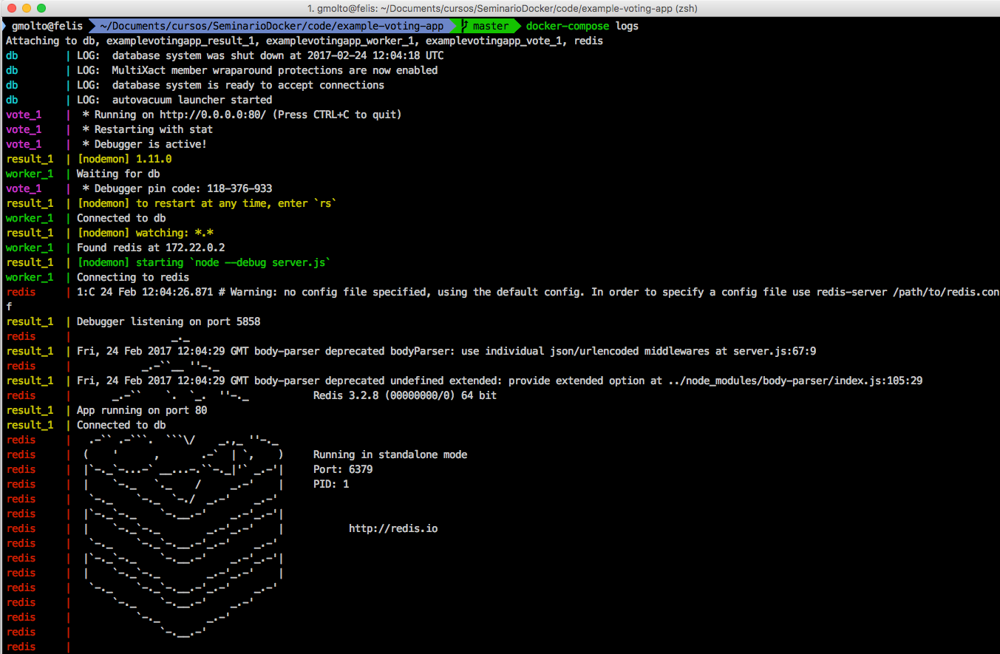 1. gmolto@felis: ~/Documents/cursos/SeminarioDocker/code/example-voting-app (zsh)
gmolto@felis ~/Documents/cursos/SeminarioDocker/code/example-voting-app master docker-compose logs
Attaching to db, examplevotingapp_result_1, examplevotingapp_worker_1, examplevotingapp_vote_1, redis
db | LOG:  database system was shut down at 2017-02-24 12:04:18 UTC
db | LOG:  MultiXact member wraparound protections are now enabled
db | LOG:  database system is ready to accept connections
db | LOG:  autovacuum launcher started
vote_1 |  * Running on http://0.0.0.0:80/ (Press CTRL+C to quit)
vote_1 |  * Restarting with stat
vote_1 |  * Debugger is active!
result_1 | [nodemon] 1.11.0
worker_1 | Waiting for db
vote_1 |  * Debugger pin code: 118-376-933
result_1 | [nodemon] to restart at any time, enter `rs`
worker_1 | Connected to db
result_1 | [nodemon] watching: *.*
worker_1 | Found redis at 172.22.0.2
result_1 | [nodemon] starting `node --debug server.js`
worker_1 | Connecting to redis
redis | 1:C 24 Feb 12:04:26.871 # Warning: no config file specified, using the default config. In order to specify a config file use redis-server /path/to/redis.con
f
result_1 | Debugger listening on port 5858
redis     |                 _._
result_1 | Fri, 24 Feb 2017 12:04:29 GMT body-parser deprecated bodyParser: use individual json/urlencoded middlewares at server.js:67:9
redis     |            _.-``__ ''-._
result_1 | Fri, 24 Feb 2017 12:04:29 GMT body-parser deprecated undefined extended: provide extended option at ../node_modules/body-parser/index.js:105:29
redis     |       _.-``    `.  `_.  ''-._           Redis 3.2.8 (00000000/0) 64 bit
result_1 | App running on port 80
result_1 | Connected to db
redis     |   .-`` .-```.  ```\/    _.,_ ''-._
redis     |  (    '      ,       .-`  | `,    )     Running in standalone mode
redis     |  |`-._`-...-` __...-.``-._|'` _.-'|     Port: 6379
redis     |  |    `-._   `._    /     _.-'    |     PID: 1
redis     |   `-._    `-._  `-./  _.-'    _.-'
redis     |  |`-._`-._    `-.__.-'    _.-'_.-'|
redis     |  |    `-._`-._        _.-'_.-'    |           http://redis.io
redis     |   `-._    `-._`-.__.-'_.-'    _.-'
redis     |  |`-._`-._    `-.__.-'    _.-'_.-'|
redis     |  |    `-._`-._        _.-'_.-'    |
redis     |   `-._    `-._`-.__.-'_.-'    _.-'
redis     |       `-._    `-.__.-'    _.-'
redis     |           `-._        _.-'
redis     |               `-.__.-'
redis     |